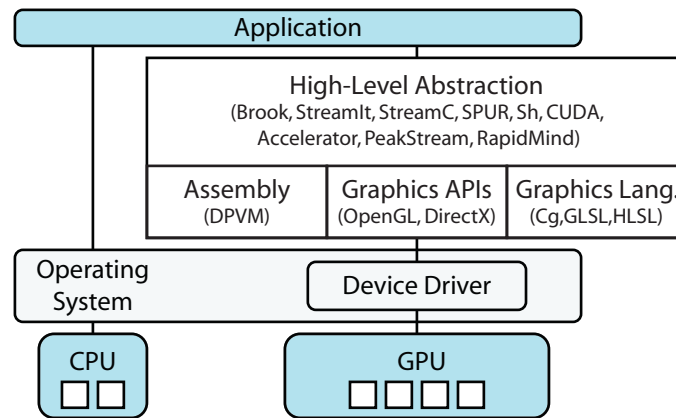 Application
High-Level Abstraction
(Brook, StreamIt, StreamC, SPUR, Sh, CUDA,
Accelerator, PeakStream, RapidMind)
Assembly
(DPVM)
Graphics APIs
(OpenGL, DirectX)
Graphics Lang.
(Cg,GLSL,HLSL)
Operating
System
Device Driver
CPU
GPU